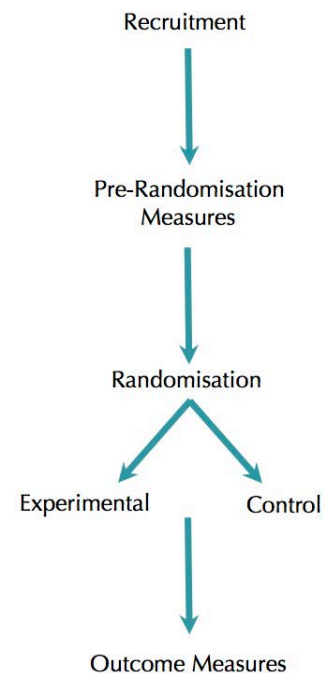 Recruitment
Pre-Randomisation
Measures
Randomisation
Experimental
Control
Outcome Measures